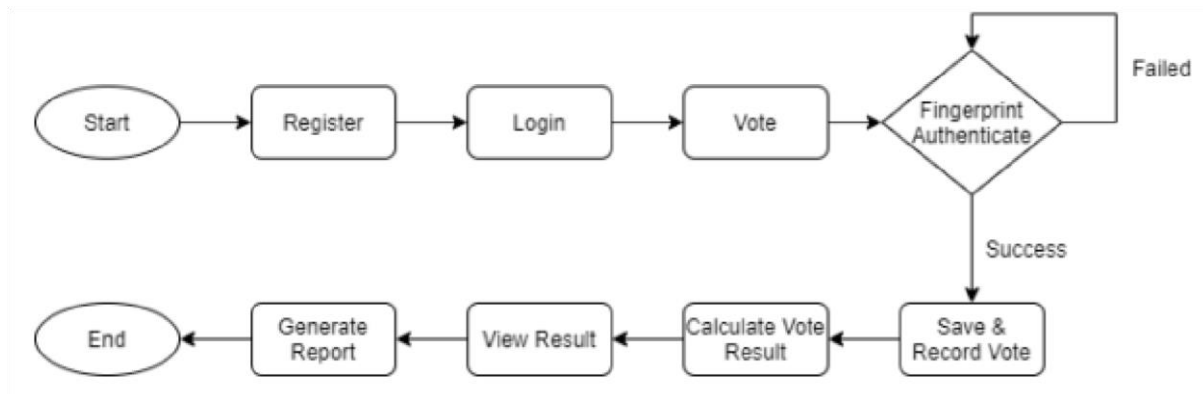 Start
Register
Login
Vote
Fingerprint
Authenticate
Failed
Success
End
Generate
Report
View Result
Calculate Vote
Result
Save &
Record Vote